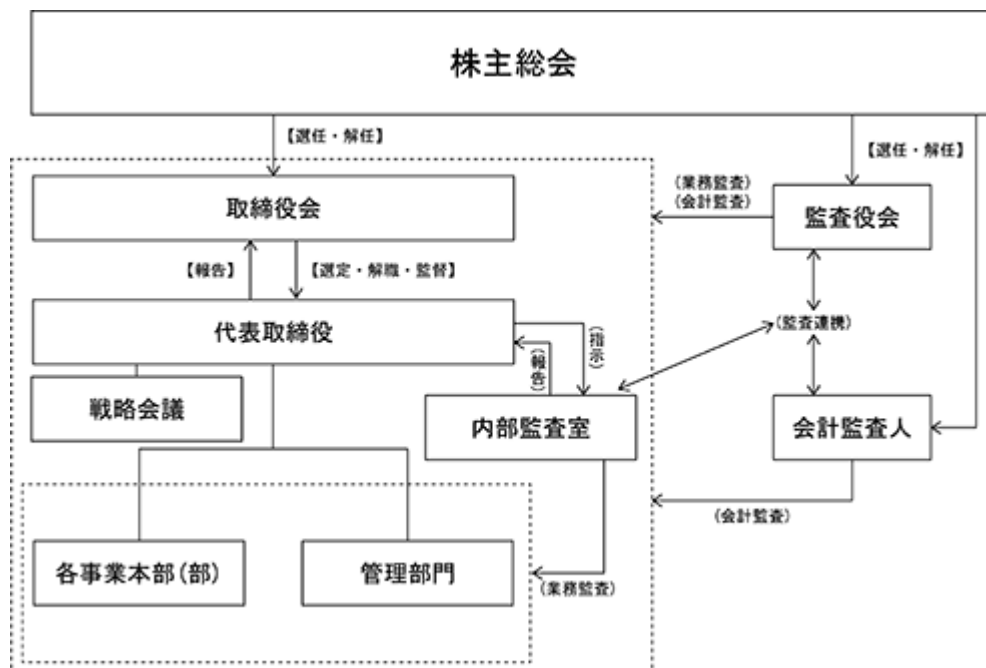 株主総会
【選任・解任】
【選任・解任】
取締役会
(業務監査)
(会計監査)
監査役会
【報告】
【選定・解職・監督】
代表取締役
(指示)
(報告)
(監査連携)
戦略会議
内部監査室
会計監査人
(会計監査)
各事業本部(部)
管理部門
(業務監査)